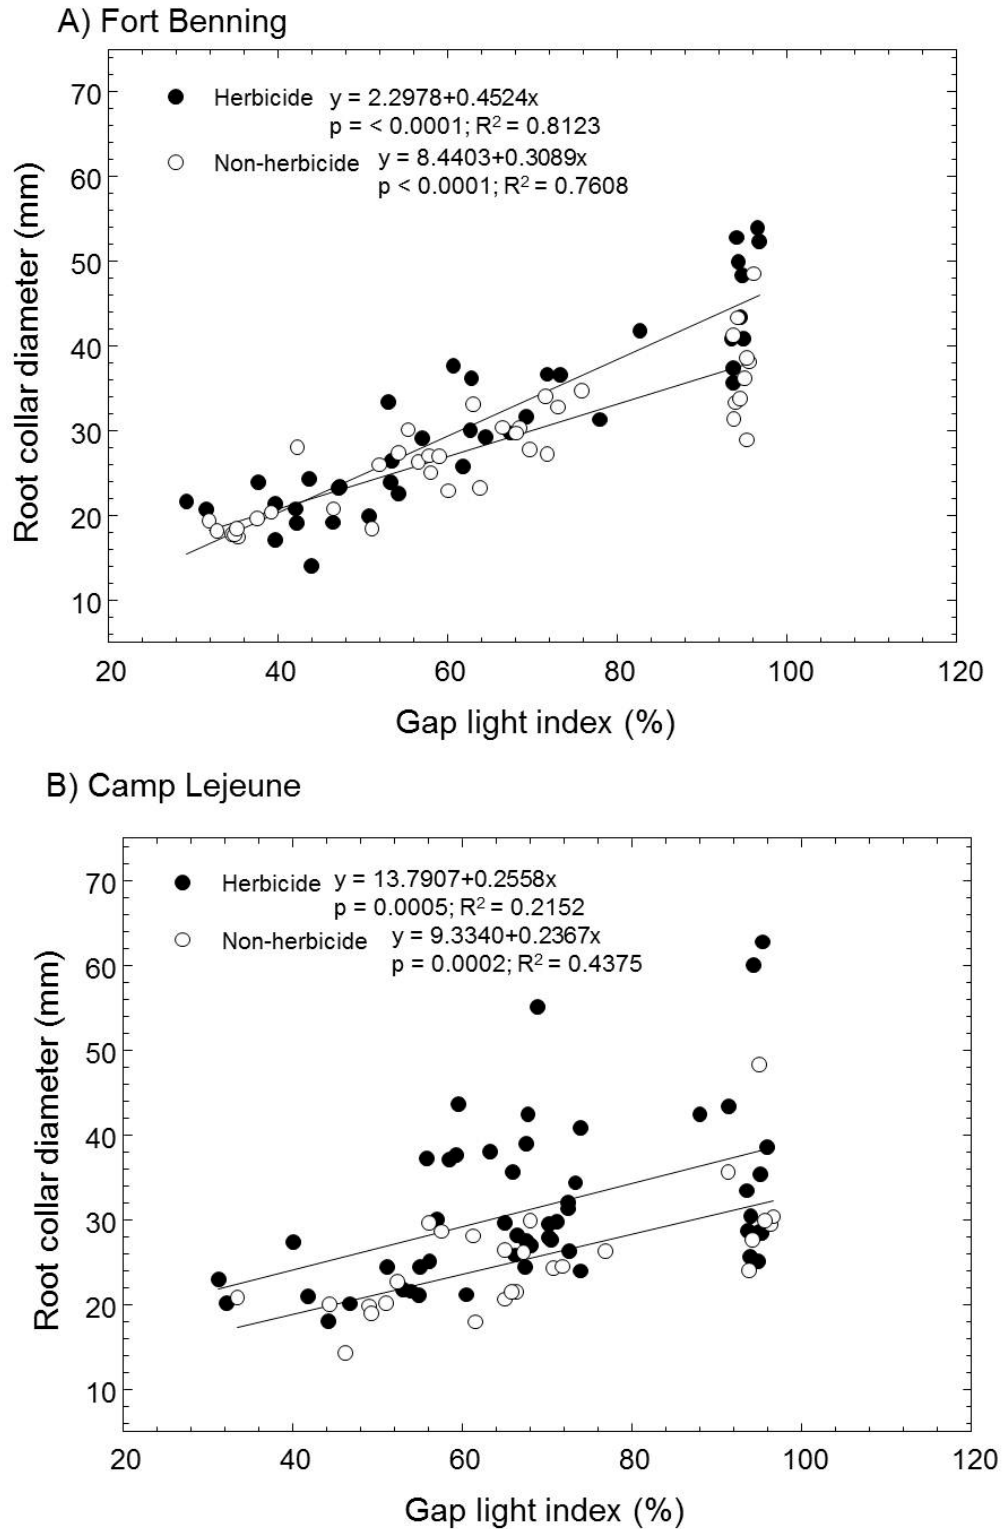 A) Fort Benning
70
60
50
40
30
20
10
Root collar diameter (mm)
Herbicide y = 2.2978+0.4524x
p = < 0.0001; R² = 0.8123
Non-herbicide y = 8.4403+0.3089x
p < 0.0001; R² = 0.7608
20 40 60 80 100 120
Gap light index (%)
B) Camp Lejeune
70
60
50
40
30
20
10
Root collar diameter (mm)
Herbicide y = 13.7907+0.2558x
p = 0.0005; R² = 0.2152
Non-herbicide y = 9.3340+0.2367x
p = 0.0002; R² = 0.4375
20 40 60 80 100 120
Gap light index (%)